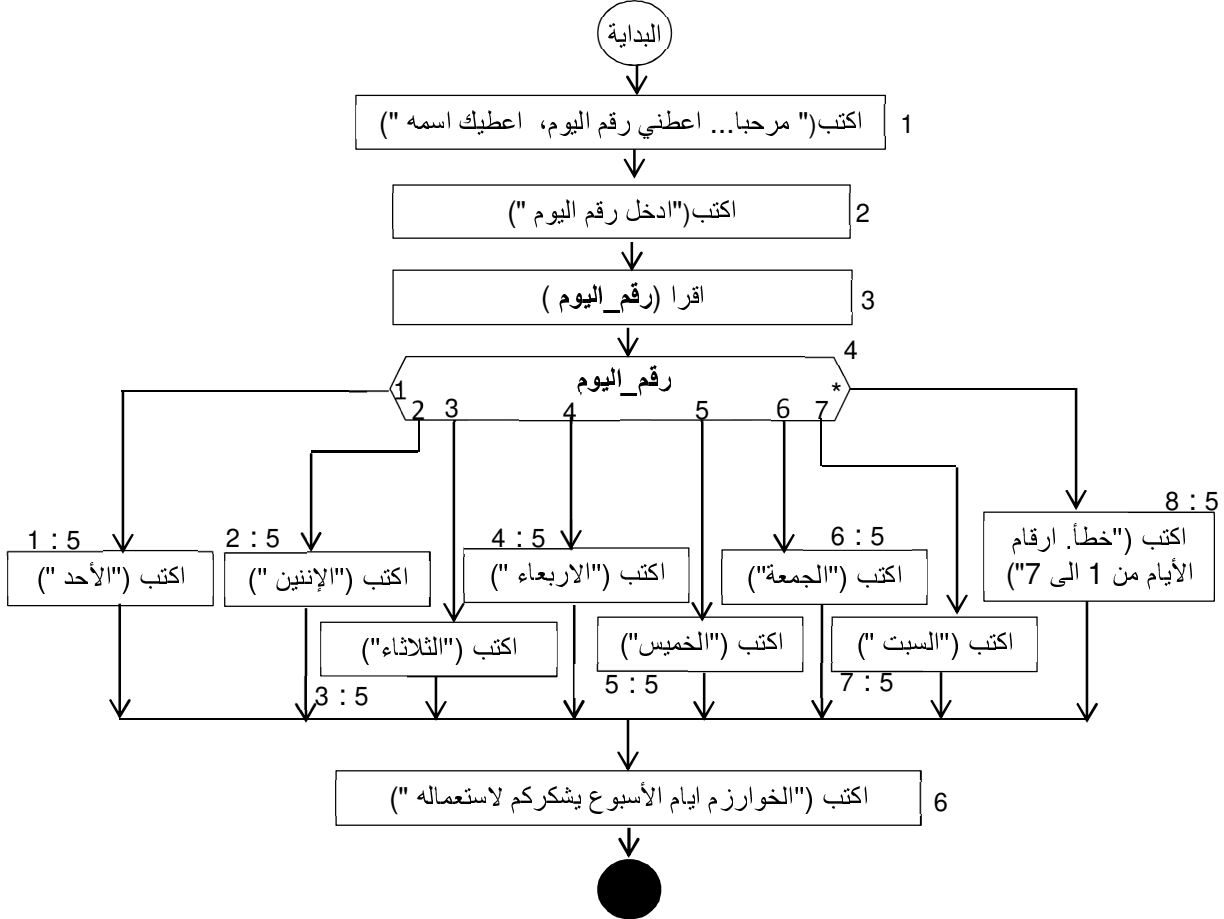 البداية
اكتب(" مرحبا... اعطني رقم اليوم، اعطيك اسمه ")
1
اكتب("ادخل رقم اليوم ")
2
اقرا (رقم_اليوم )
3
4
رقم_اليوم
1
2
3
4
5
6
7
*
1 : 5
اكتب ("الأحد ")
2 : 5
اكتب ("الإننين ")
4 : 5
اكتب ("الاربعاء ")
6 : 5
اكتب ("الجمعة")
8 : 5
اكتب ("خطأ. ارقام
الأيام من 1 الى 7")
اكتب ("الثلاثاء")
3 : 5
اكتب ("الخميس")
5 : 5
اكتب ("السبت ")
7 : 5
اكتب ("الخوارزم ايام الأسبوع يشكركم لاستعماله ")
6